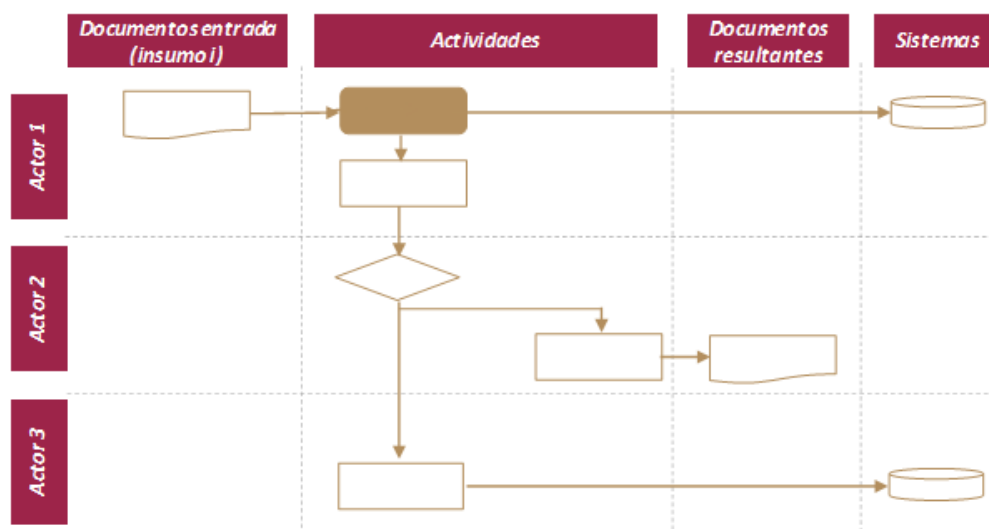 Documentos entrada
(insumo i)
Actividades
Documentos
resultantes
Sistemas
Actor 1
Actor 2
Actor 3